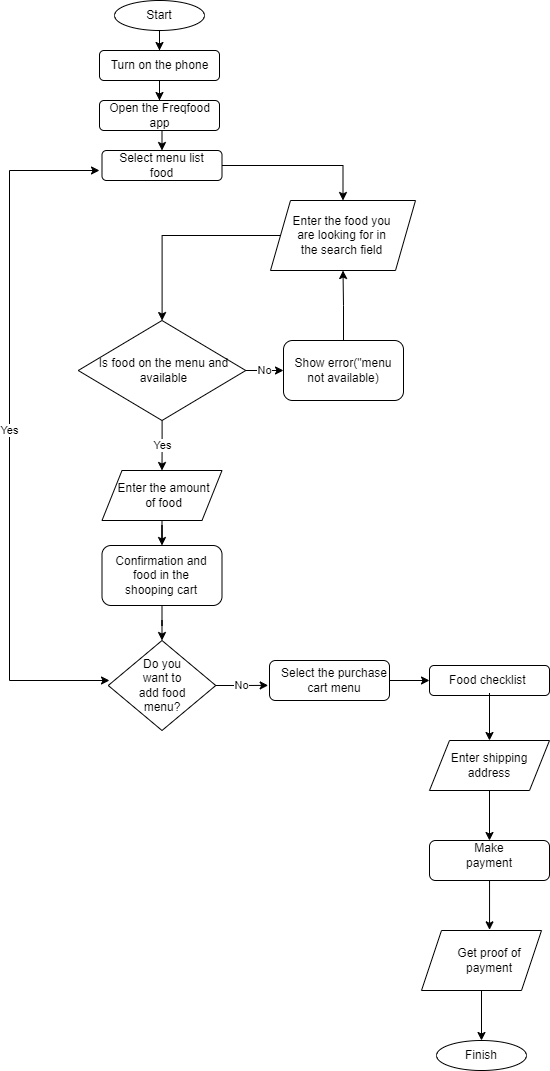 Start
Turn on the phone
Open the Freqfood
app
Select menu list
food
Enter the food you
are looking for in
the search field
Is food on the menu and
available
No
Show error("menu
not available)
Yes
Yes
Enter the amount
of food
Confirmation and
food in the
shooping cart
Do you
want to
add food
menu?
No
Select the purchase
cart menu
Food checklist
Enter shipping
address
Make
payment
Get proof of
payment
Finish